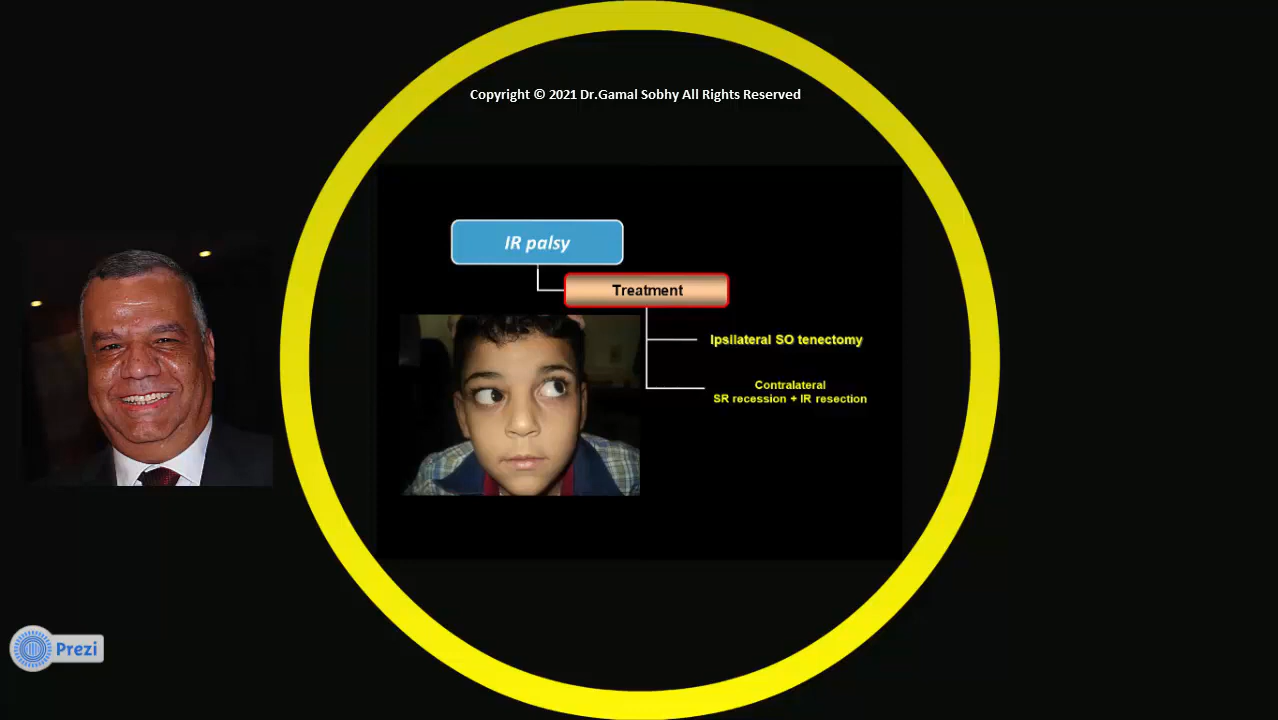 Copyright © 2021 Dr.Gamal Sobhy All Rights Reserved
IR palsy
Treatment
Ipsilateral SO tenectomy
Contralateral
SR recession + IR resection
Prezi